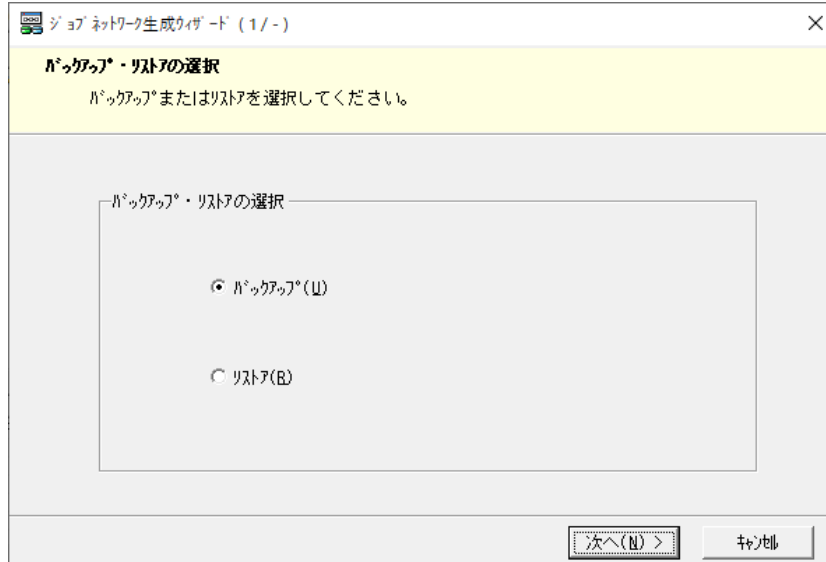 ｼﾞｮﾌﾞﾈｯﾄﾜｰｸ生成ｳｨｻﾞｰﾄﾞ ( 1 / - )
ﾊﾞｯｸｱｯﾌﾟ・ﾘｽﾄｱの選択
ﾊﾞｯｸｱｯﾌﾟまたはﾘｽﾄｱを選択してください。
ﾊﾞｯｸｱｯﾌﾟ・ﾘｽﾄｱの選択
ﾊﾞｯｸｱｯﾌﾟ(U)
ﾘｽﾄｱ(R)
次へ(N) >
ｷｬﾝｾﾙ